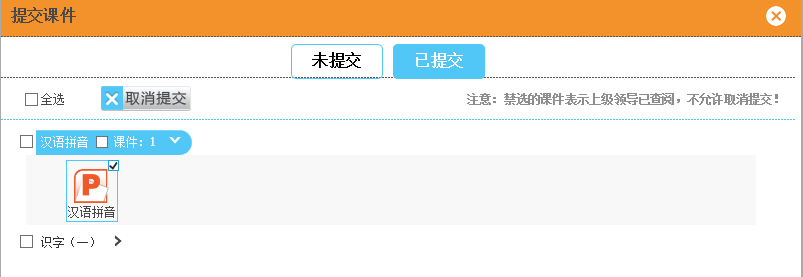 提交课件
未提交 已提交
全选 取消提交 注意：禁选的课件表示上级领导已查阅，不允许取消提交！
汉语拼音 课件：1
P
汉语拼音
识字（一）